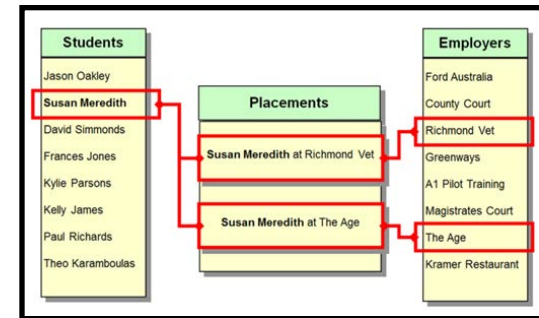 Students
Jason Oakley
Susan Meredith
David Simmonds
Frances Jones
Kylie Parsons
Kelly James
Paul Richards
Theo Karamboulas
Placements
Susan Meredith at Richmond Vet
Susan Meredith at The Age
Employers
Ford Australia
County Court
Richmond Vet
Greenways
A1 Pilot Training
Magistrates Court
The Age
Kramer Restaurant